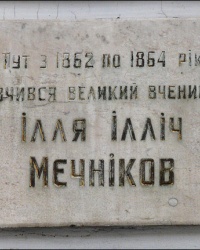 Тут з 1862 по 1864 рік
вчився великий вчений
ілля ілліч
Мечніков